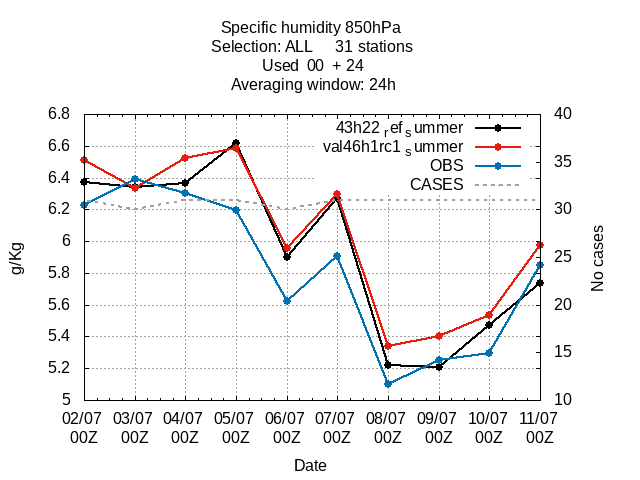 Specific humidity 850hPa
Selection: ALL 31 stations
Used 00 + 24
Averaging window: 24h
43h22 refsummer
val46h1rc1 summer
OBS
CASES
6.8
6.6
6.4
6.2
6
5.8
5.6
5.4
5.2
5
g/Kg
40
35
30
25
20
15
10
No cases
02/07 03/07 04/07 05/07 06/07 07/07 08/07 09/07 10/07 11/07
00Z 00Z 00Z 00Z 00Z 00Z 00Z 00Z 00Z 00Z
Date